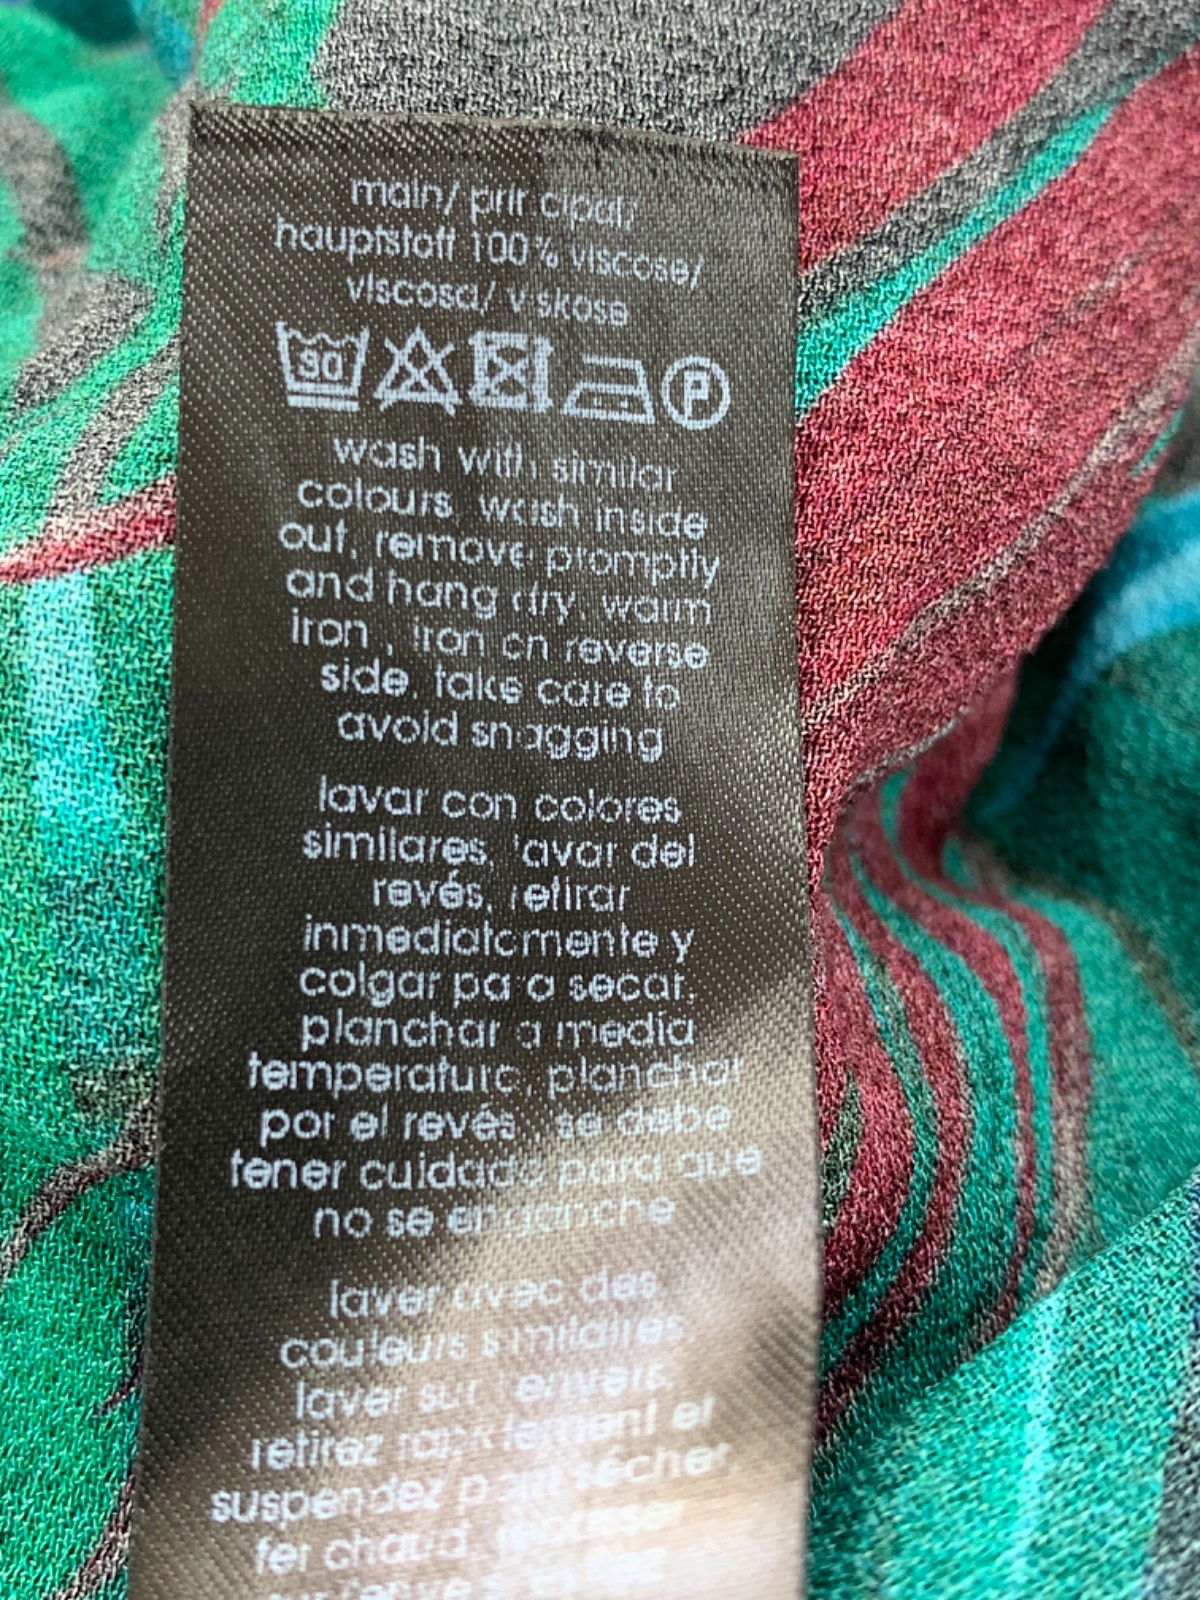 main/ principal/
hauptstoff 100% viscose/
viscosa/ viskose
30
P
wash with similar
colours, wash inside
out, remove promptly
and hang dry, warm
iron , iron on reverse
side, take care to
avoid snagging
lavar con colores
similares, lavar del
revés, retirar
inmediatamente y
colgar para secar,
planchar a media
temperatura, planchar
por el revés , se debe
tener cuidado para que
no se enganche
laver avec des
couleurs similaires,
laver sur l'envers,
retirez rapidement et
suspendez pour sécher,
fer chaud, repasser